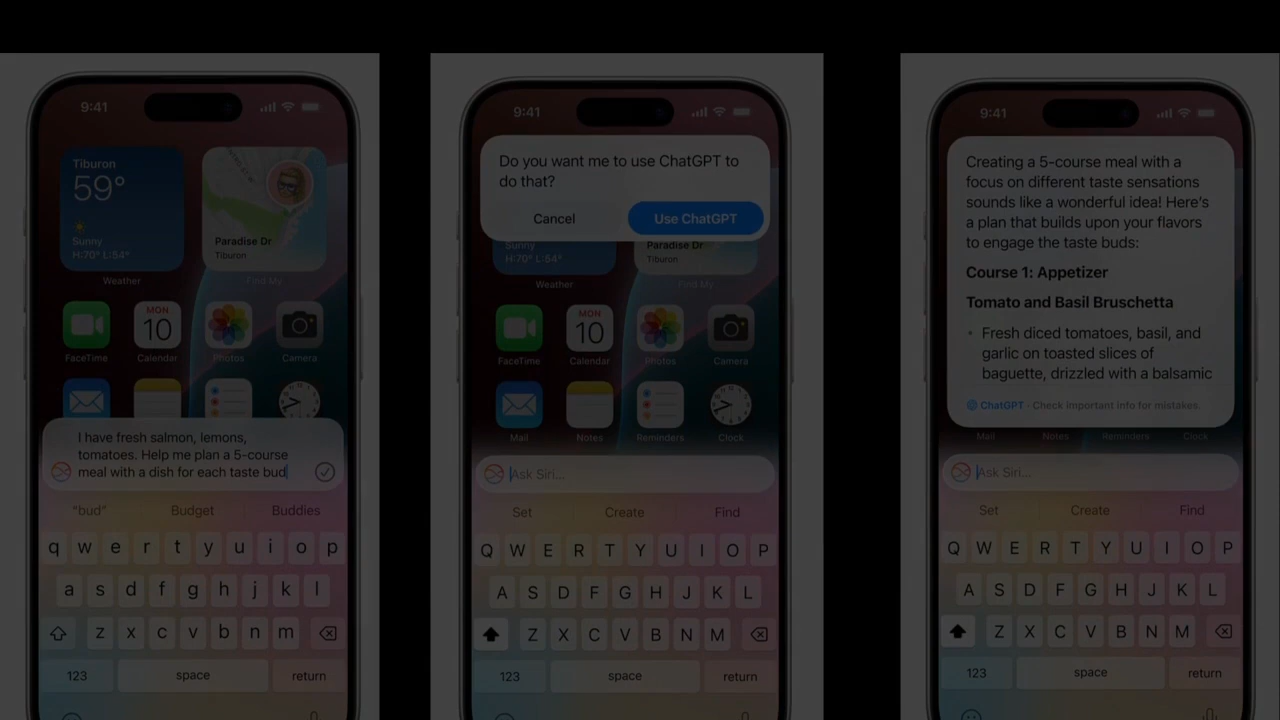 9:41
Tiburon
59°
Sunny
H:70° L:54°
Weather
Paradise Dr
Tiburon
Find My
MON
10
FaceTime
Calendar
Photos
Camera
I have fresh salmon, lemons,
tomatoes. Help me plan a 5-course
meal with a dish for each taste bud
"bud" Budget Buddies
q w e r t y u i o p
a s d f g h j k l
z x c v b n m
123 space return
9:41
Do you want me to use ChatGPT to
do that?
Cancel Use ChatGPT
Sunny
H:70° L:54°
Weather
Paradise Dr
Tiburon
Find My
MON
10
FaceTime
Calendar
Photos
Camera
Mail
Notes
Reminders
Clock
Ask Siri...
Set Create Find
Q W E R T Y U I O P
A S D F G H J K L
Z X C V B N M
123 space return
9:41
Creating a 5-course meal with a
focus on different taste sensations
sounds like a wonderful idea! Here's
a plan that builds upon your flavors
to engage the taste buds:
Course 1: Appetizer
Tomato and Basil Bruschetta
• Fresh diced tomatoes, basil, and
garlic on toasted slices of
baguette, drizzled with a balsamic
ChatGPT · Check important info for mistakes.
Mail Notes Reminders Clock
Ask Siri...
Set Create Find
Q W E R T Y U I O P
A S D F G H J K L
Z X C V B N M
123 space return